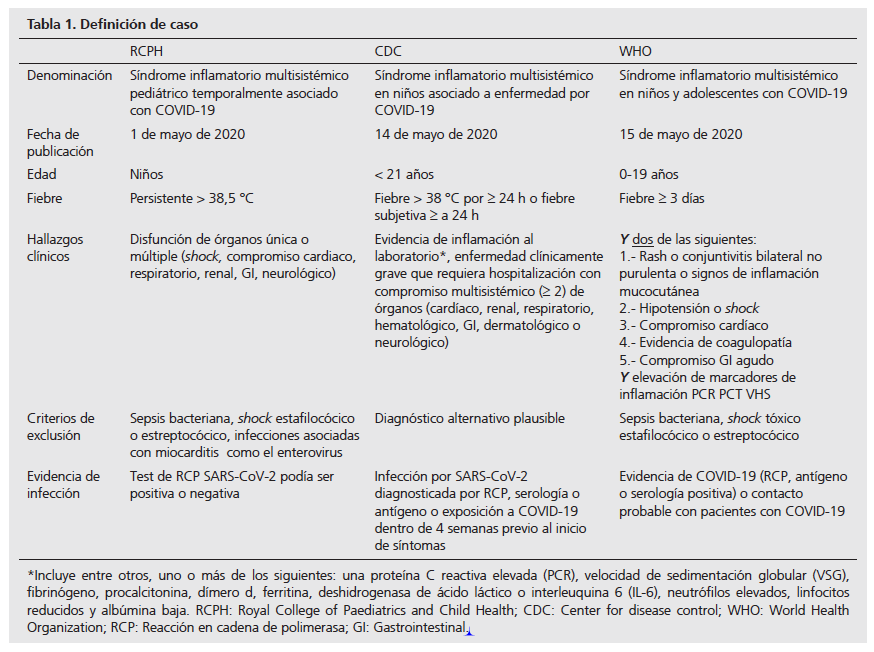 Tabla 1. Definición de caso
RCPH CDC WHO
Denominación Síndrome inflamatorio multisistémico Síndrome inflamatorio multisistémico Síndrome inflamatorio multisistémico
pediátrico temporalmente asociado en niños asociado a enfermedad por en niños y adolescentes con COVID-19
con COVID-19 COVID-19
Fecha de 1 de mayo de 2020 14 de mayo de 2020 15 de mayo de 2020
publicación
Edad Niños < 21 años 0-19 años
Fiebre Persistente > 38,5 °C Fiebre > 38 °C por ≥ 24 h o fiebre Fiebre ≥ 3 días
subjetiva ≥ a 24 h
Hallazgos Disfunción de órganos única o Evidencia de inflamación al Y dos de las siguientes:
clínicos múltiple (shock, compromiso cardiaco, laboratorio*, enfermedad clínicamente 1.- Rash o conjuntivitis bilateral no
respiratorio, renal, GI, neurológico) grave que requiera hospitalización con purulenta o signos de inflamación
compromiso multisistémico (≥ 2) de mucocutánea
órganos (cardíaco, renal, respiratorio, 2.- Hipotensión o shock
hematológico, GI, dermatológico o 3.- Compromiso cardíaco
neurológico) 4.- Evidencia de coagulopatía
5.- Compromiso GI agudo
Y elevación de marcadores de
inflamación PCR PCT VHS
Criterios de Sepsis bacteriana, shock estafilocócico Diagnóstico alternativo plausible Sepsis bacteriana, shock tóxico
exclusión o estreptocócico, infecciones asociadas estafilocócico o estreptocócico
con miocarditis como el enterovirus
Evidencia de Test de RCP SARS-CoV-2 podía ser Infección por SARS-CoV-2 Evidencia de COVID-19 (RCP, antígeno
infección positiva o negativa diagnosticada por RCP, serología o o serología positiva) o contacto
antígeno o exposición a COVID-19 probable con pacientes con COVID-19
dentro de 4 semanas previo al inicio
de síntomas
*Incluye entre otros, uno o más de los siguientes: una proteína C reactiva elevada (PCR), velocidad de sedimentación globular (VSG),
fibrinógeno, procalcitonina, dímero d, ferritina, deshidrogenasa de ácido láctico o interleuquina 6 (IL-6), neutrófilos elevados, linfocitos
reducidos y albúmina baja. RCPH: Royal College of Paediatrics and Child Health; CDC: Center for disease control; WHO: World Health
Organization; RCP: Reacción en cadena de polimerasa; GI: Gastrointestinal.